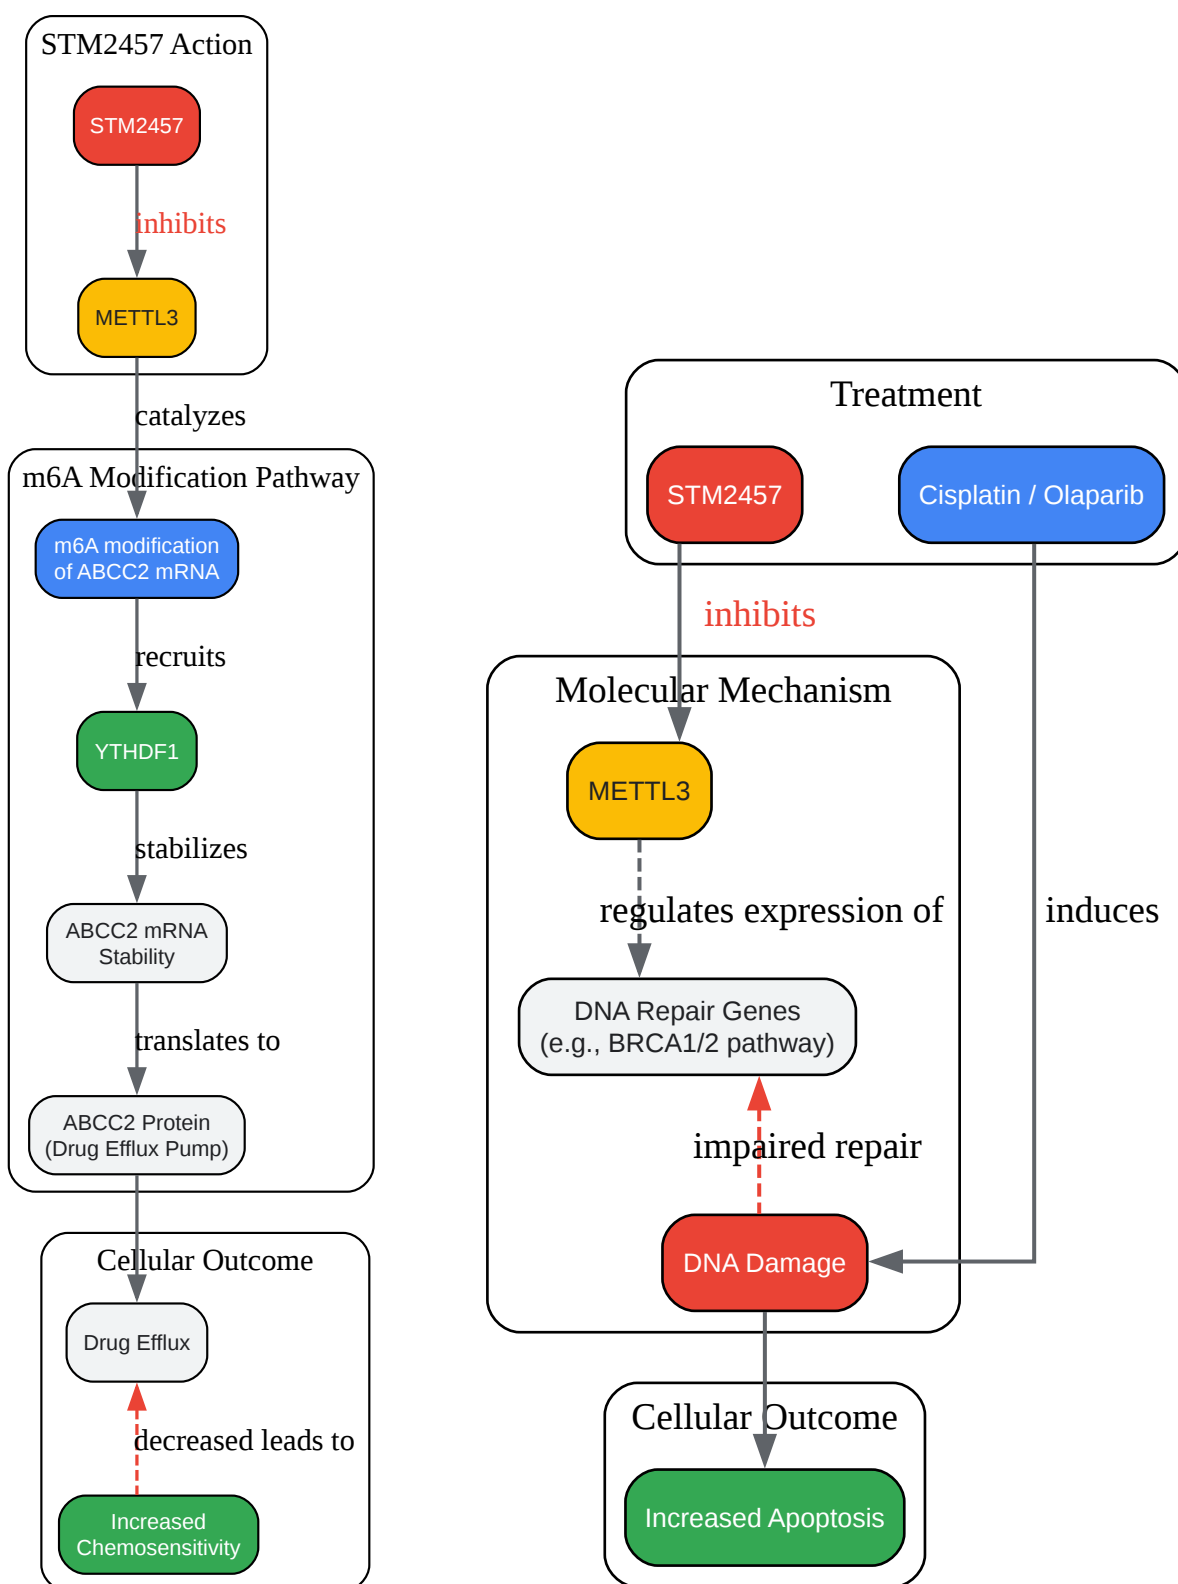 STM2457 Action
STM2457
inhibits
METTL3
catalyzes
m6A Modification Pathway
m6A modification
of ABCC2 mRNA
recruits
YTHDF1
stabilizes
ABCC2 mRNA
Stability
translates to
ABCC2 Protein
(Drug Efflux Pump)
Cellular Outcome
Drug Efflux
decreased leads to
Increased
Chemosensitivity
Treatment
STM2457
Cisplatin / Olaparib
inhibits
Molecular Mechanism
METTL3
regulates expression of
induces
DNA Repair Genes
(e.g., BRCA1/2 pathway)
impaired repair
DNA Damage
Cellular Outcome
Increased Apoptosis